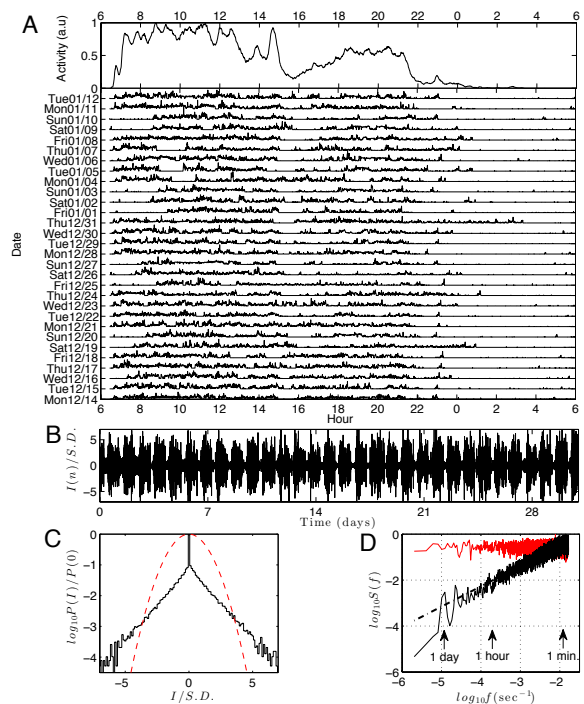 A
6 8 10 12 14 16 18 20 22 0 2 4 6
Activity (a.u)
1
0.5
0
Date
Tue01/12
Mon01/11
Sun01/10
Sat01/09
Fri01/08
Thu01/07
Wed01/06
Tue01/05
Mon01/04
Sun01/03
Sat01/02
Fri01/01
Thu12/31
Wed12/30
Tue12/29
Mon12/28
Sun12/27
Sat12/26
Fri12/25
Thu12/24
Wed12/23
Tue12/22
Mon12/21
Sun12/20
Sat12/19
Fri12/18
Thu12/17
Wed12/16
Tue12/15
Mon12/14
6 8 10 12 14 16 18 20 22 0 2 4 6
Hour
B
I(n)/S.D.
5
0
−5
0 7 14 21 28
Time (days)
C
log₁₀P(I)/P(0)
0
−1
−2
−3
−4
−5 0 5
I/S.D.
D
log₁₀S(f)
0
−2
−4
−6
1 day 1 hour 1 min.
−6 −5 −4 −3 −2 −1
log₁₀f(sec⁻¹)